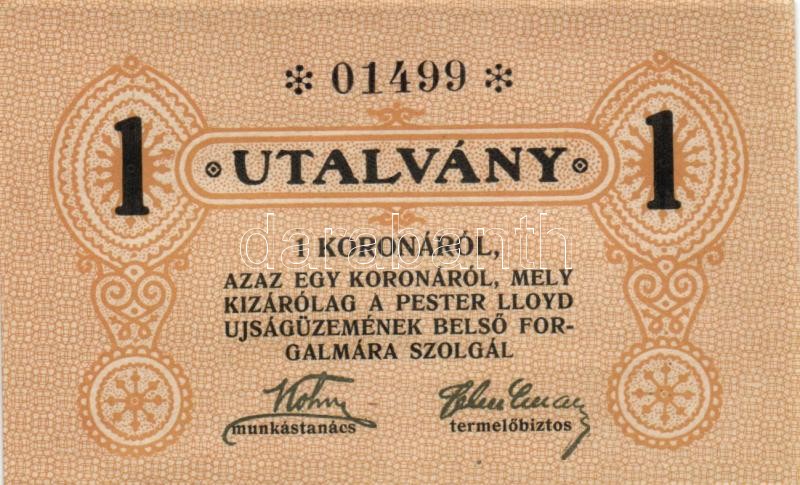 * 01499 *
1 UTALVÁNY 1
1 KORONÁRÓL,
AZAZ EGY KORONÁRÓL, MELY
KIZÁRÓLAG A PESTER LLOYD
UJSÁGÜZEMÉNEK BELSŐ FOR-
GALMÁRA SZOLGÁL
munkástanács termelőbiztos
darabanth